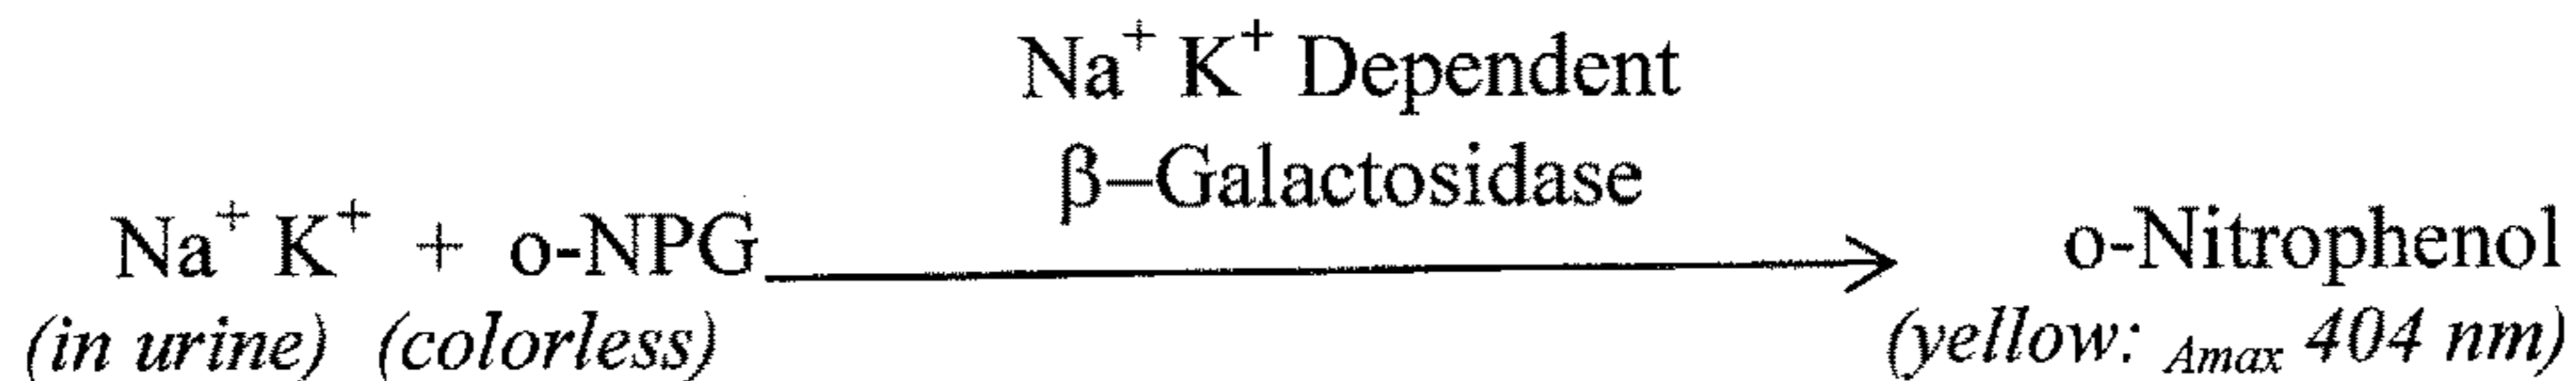 Na⁺ K⁺ Dependent
β–Galactosidase
Na⁺ K⁺ + o-NPG → o-Nitrophenol
(in urine) (colorless) (yellow: Amax 404 nm)